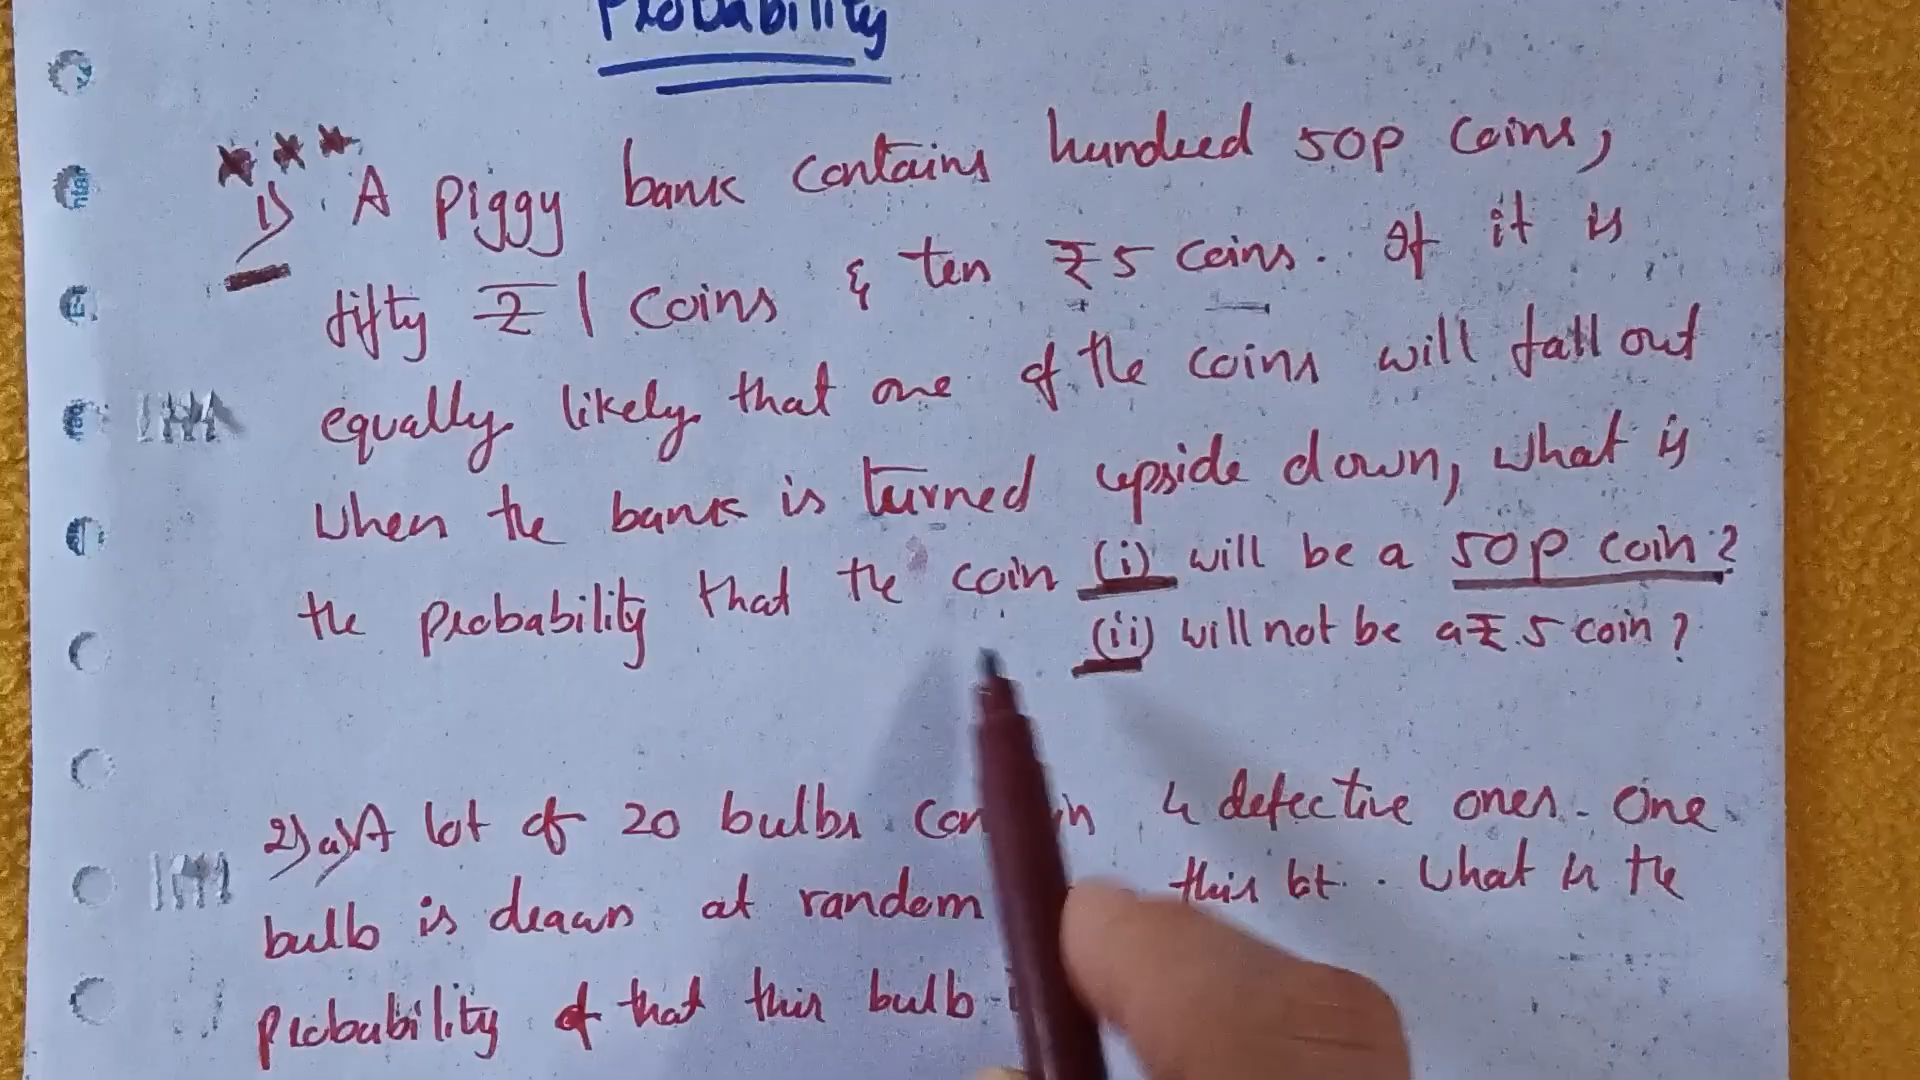 Probability
1) A Piggy bank contains hundred 50p coins,
fifty ₹1 coins & ten ₹5 coins. If it is
equally likely that one of the coins will fall out
when the bank is turned upside down, what is
the probability that the coin (i) will be a 50p coin?
(ii) will not be a ₹5 coin?
2) a) A lot of 20 bulbs 4 defective ones. One
bulb is drawn at random this lot. What is the
probability of that this bulb